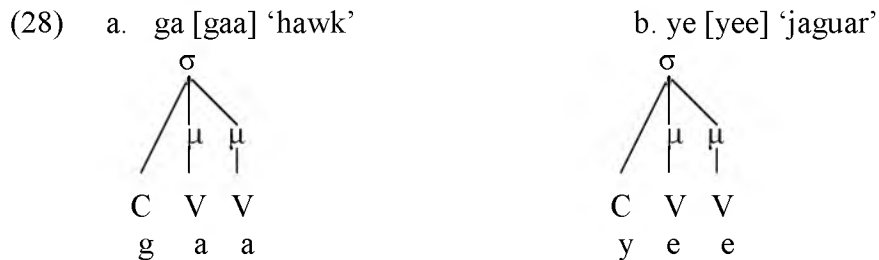 (28) a. ga [gaa] ‘hawk’ b. ye [yee] ‘jaguar’
σ σ
μ μ μ μ
C V V C V V
g a a y e e